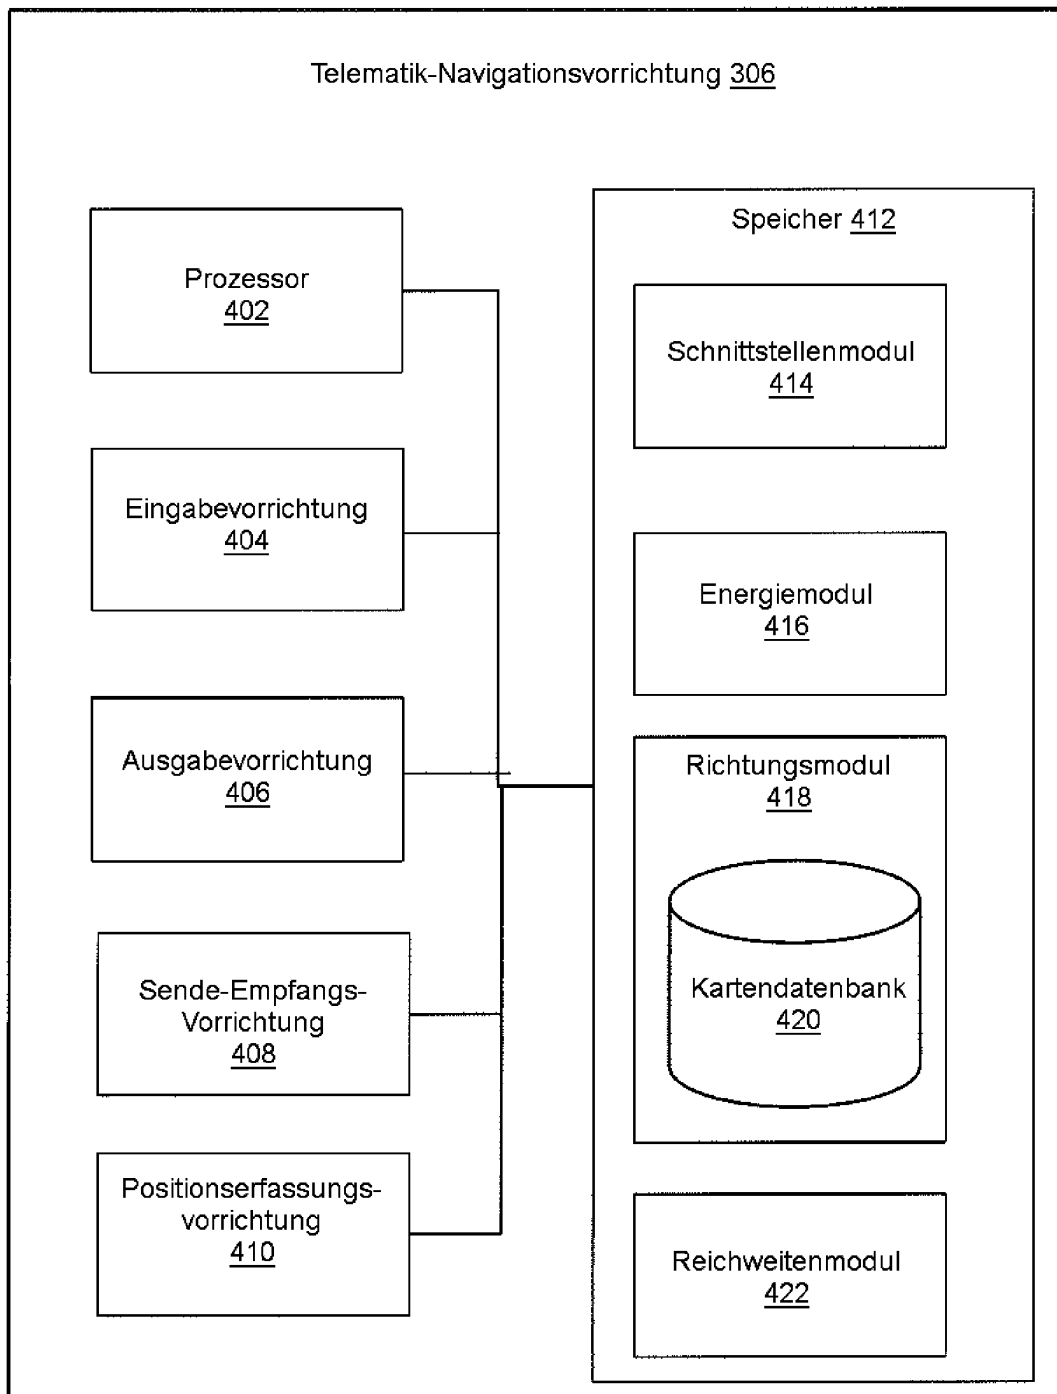 Telematik-Navigationsvorrichtung 306
Prozessor
402
Eingabevorrichtung
404
Ausgabevorrichtung
406
Sende-Empfangs-
Vorrichtung
408
Positionserfassungs-
vorrichtung
410
Speicher 412
Schnittstellenmodul
414
Energiemodul
416
Richtungsmodul
418
Kartendatenbank
420
Reichweitenmodul
422